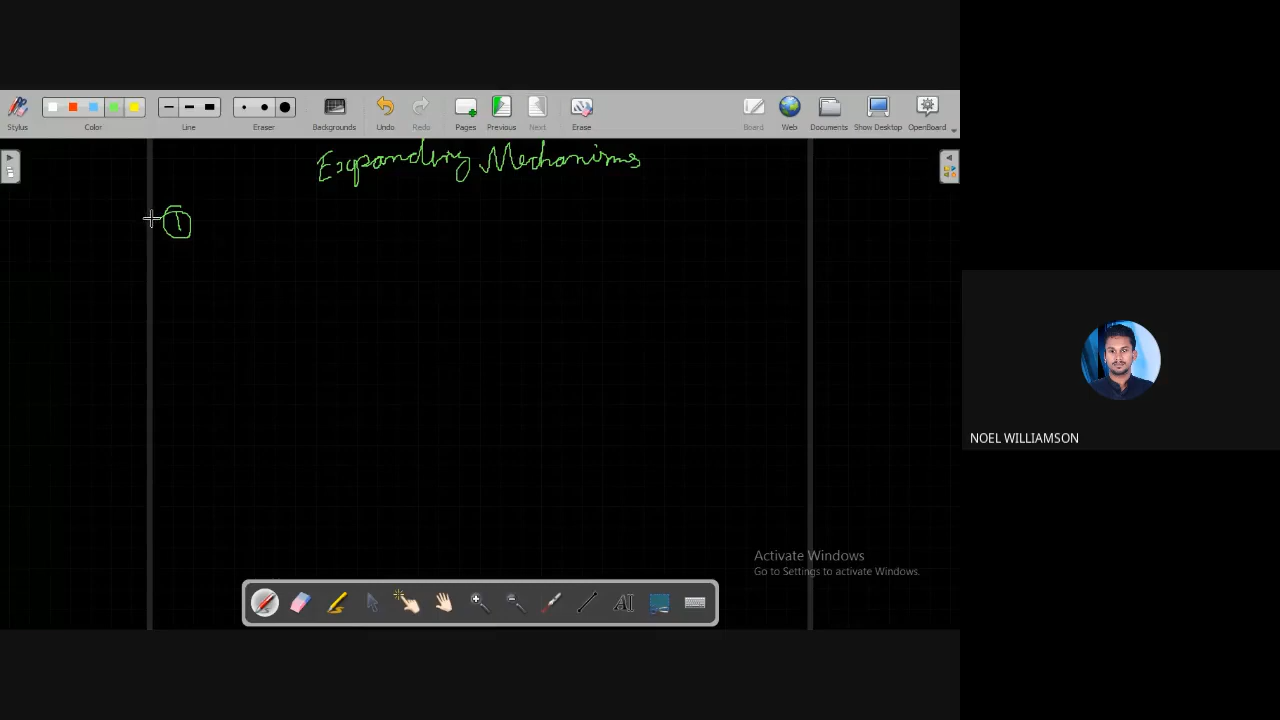 Stylus
Color
Line
Eraser
Backgrounds
Undo
Redo
Pages
Previous
Next
Erase
Board
Web
Documents
Show Desktop
OpenBoard
Expanding Mechanisms
1
NOEL WILLIAMSON
Activate Windows
Go to Settings to activate Windows.
AI